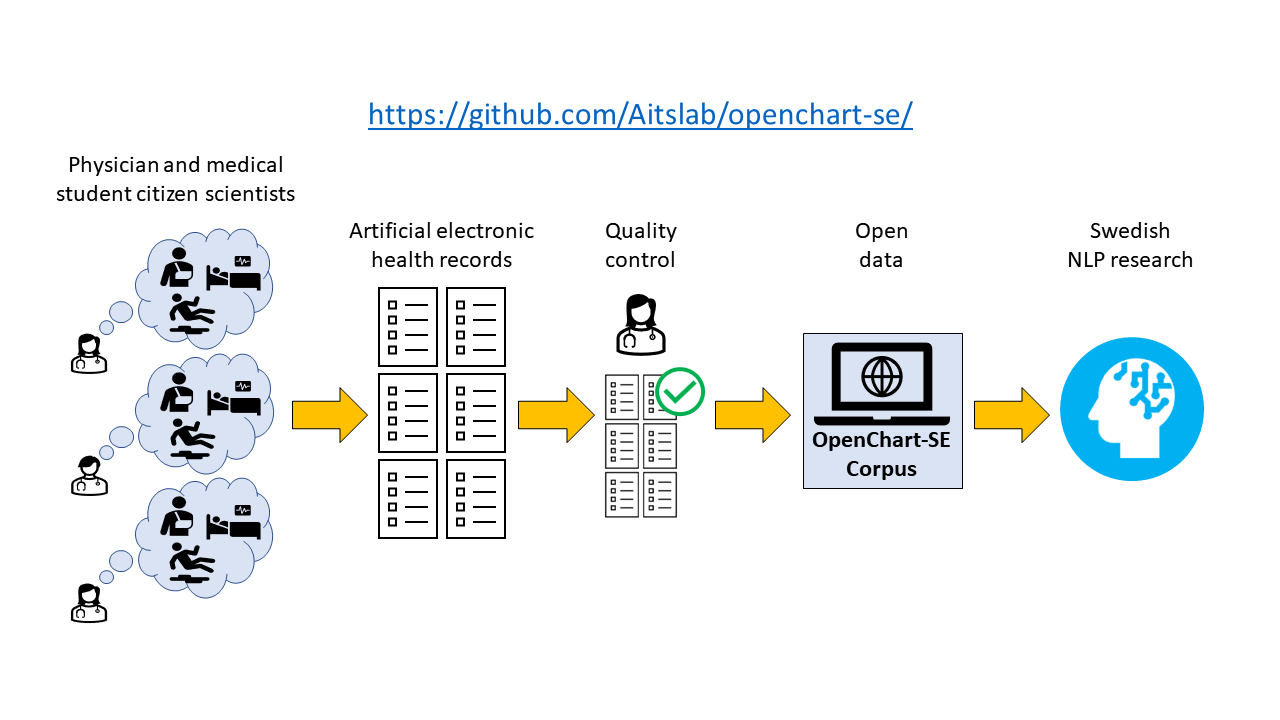 https://github.com/Aitslab/openchart-se/
Physician and medical
student citizen scientists
Artificial electronic
health records
Quality
control
Open
data
Swedish
NLP research
OpenChart-SE
Corpus